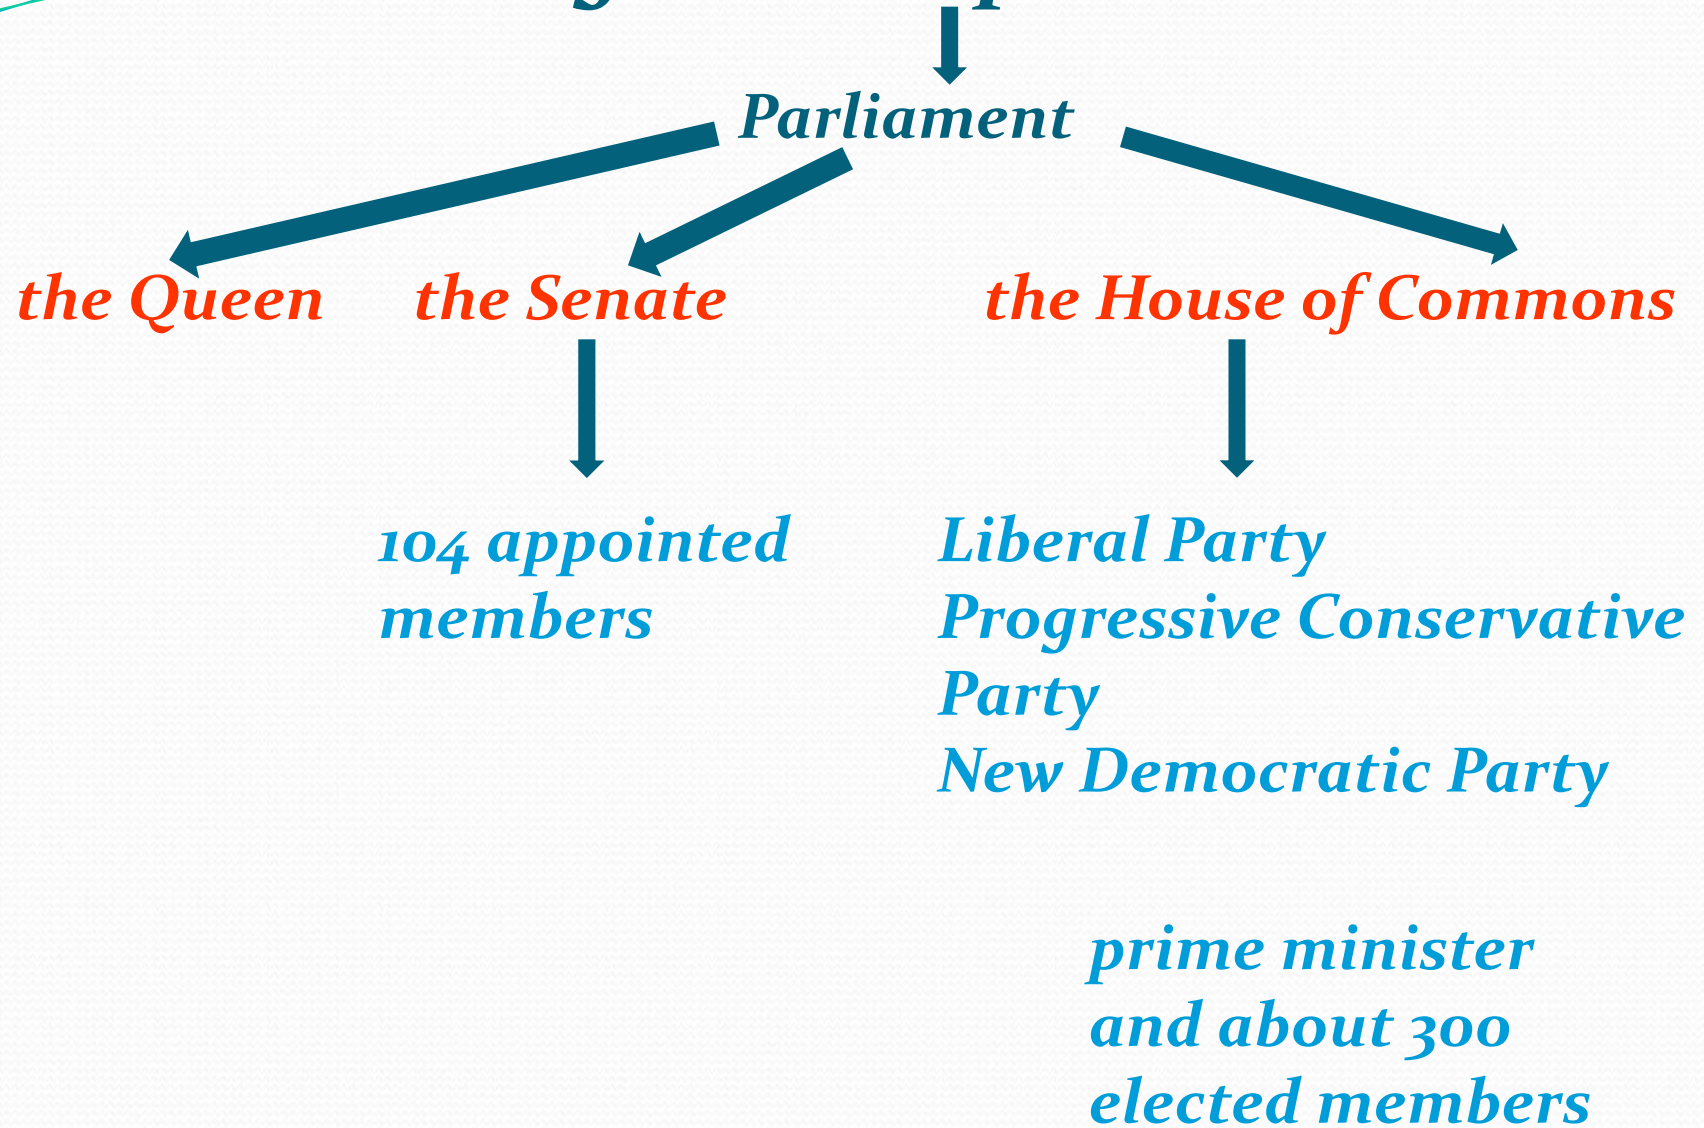 Parliament
the Queen the Senate the House of Commons
104 appointed
members
Liberal Party
Progressive Conservative
Party
New Democratic Party
prime minister
and about 300
elected members